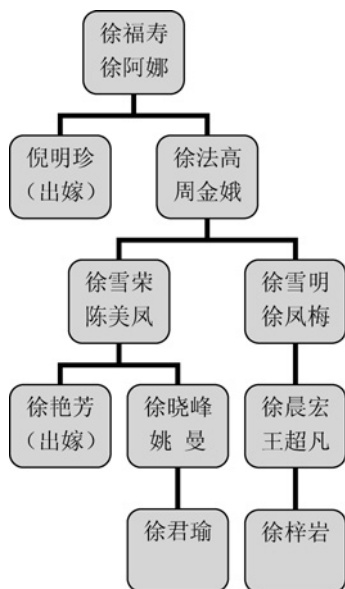 徐福寿
徐阿娜
倪明珍
（出嫁）
徐法高
周金娥
徐雪荣
陈美凤
徐雪明
徐凤梅
徐艳芳
（出嫁）
徐晓峰
姚 曼
徐晨宏
王超凡
徐君瑜
徐梓岩